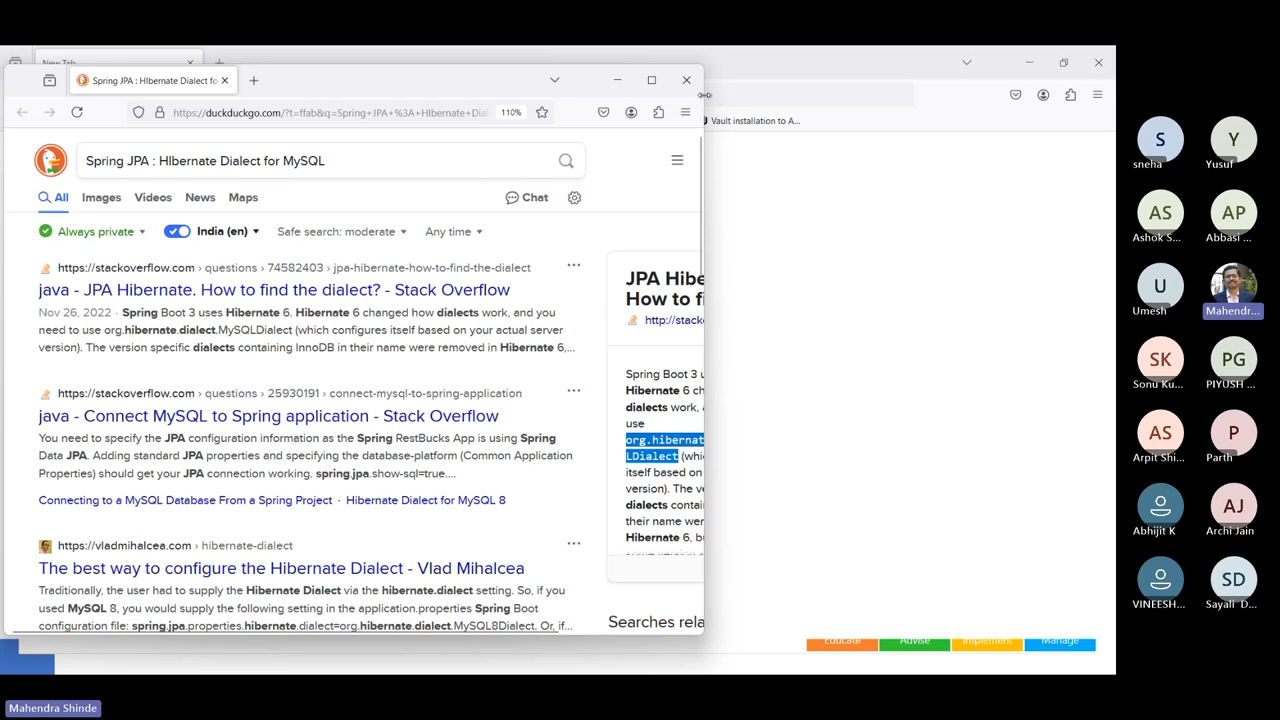 New Tab
Spring JPA : HIbernate Dialect fo
https://duckduckgo.com/?t=ffab&q=Spring+JPA+%3A+HIbernate+Dial
110%
Vault installation to A...
Spring JPA : HIbernate Dialect for MySQL
All Images Videos News Maps Chat
Always private India (en) Safe search: moderate Any time
https://stackoverflow.com › questions › 74582403 › jpa-hibernate-how-to-find-the-dialect
java - JPA Hibernate. How to find the dialect? - Stack Overflow
Nov 26, 2022 · Spring Boot 3 uses Hibernate 6. Hibernate 6 changed how dialects work, and you
need to use org.hibernate.dialect.MySQLDialect (which configures itself based on your actual server
version). The version specific dialects containing InnoDB in their name were removed in Hibernate 6,...
https://stackoverflow.com › questions › 25930191 › connect-mysql-to-spring-application
java - Connect MySQL to Spring application - Stack Overflow
You need to specify the JPA configuration information as the Spring RestBucks App is using Spring
Data JPA. Adding standard JPA properties and specifying the database-platform (Common Application
Properties) should get your JPA connection working. spring.jpa.show-sql=true....
Connecting to a MySQL Database From a Spring Project · Hibernate Dialect for MySQL 8
https://vladmihalcea.com › hibernate-dialect
The best way to configure the Hibernate Dialect - Vlad Mihalcea
Traditionally, the user had to supply the Hibernate Dialect via the hibernate.dialect setting. So, if you
used MySQL 8, you would supply the following setting in the application.properties Spring Boot
configuration file: spring.jpa.properties.hibernate.dialect=org.hibernate.dialect.MySQL8Dialect. Or, if...
JPA Hibe
How to fi
http://stack
Spring Boot 3 u
Hibernate 6 ch
dialects work, a
use
org.hibernat
LDialect (whic
itself based on
version). The ve
dialects contai
their name wer
Hibernate 6, bu
Searches rela
Educate Advise Implement Manage
S
sneha
Y
Yusuf
AS
Ashok S...
AP
Abbasi ...
U
Umesh
Mahendr...
SK
Sonu Ku...
PG
PIYUSH ...
AS
Arpit Shi...
P
Parth
Abhijit K
AJ
Archi Jain
VINEESH...
SD
Sayali D...
Mahendra Shinde